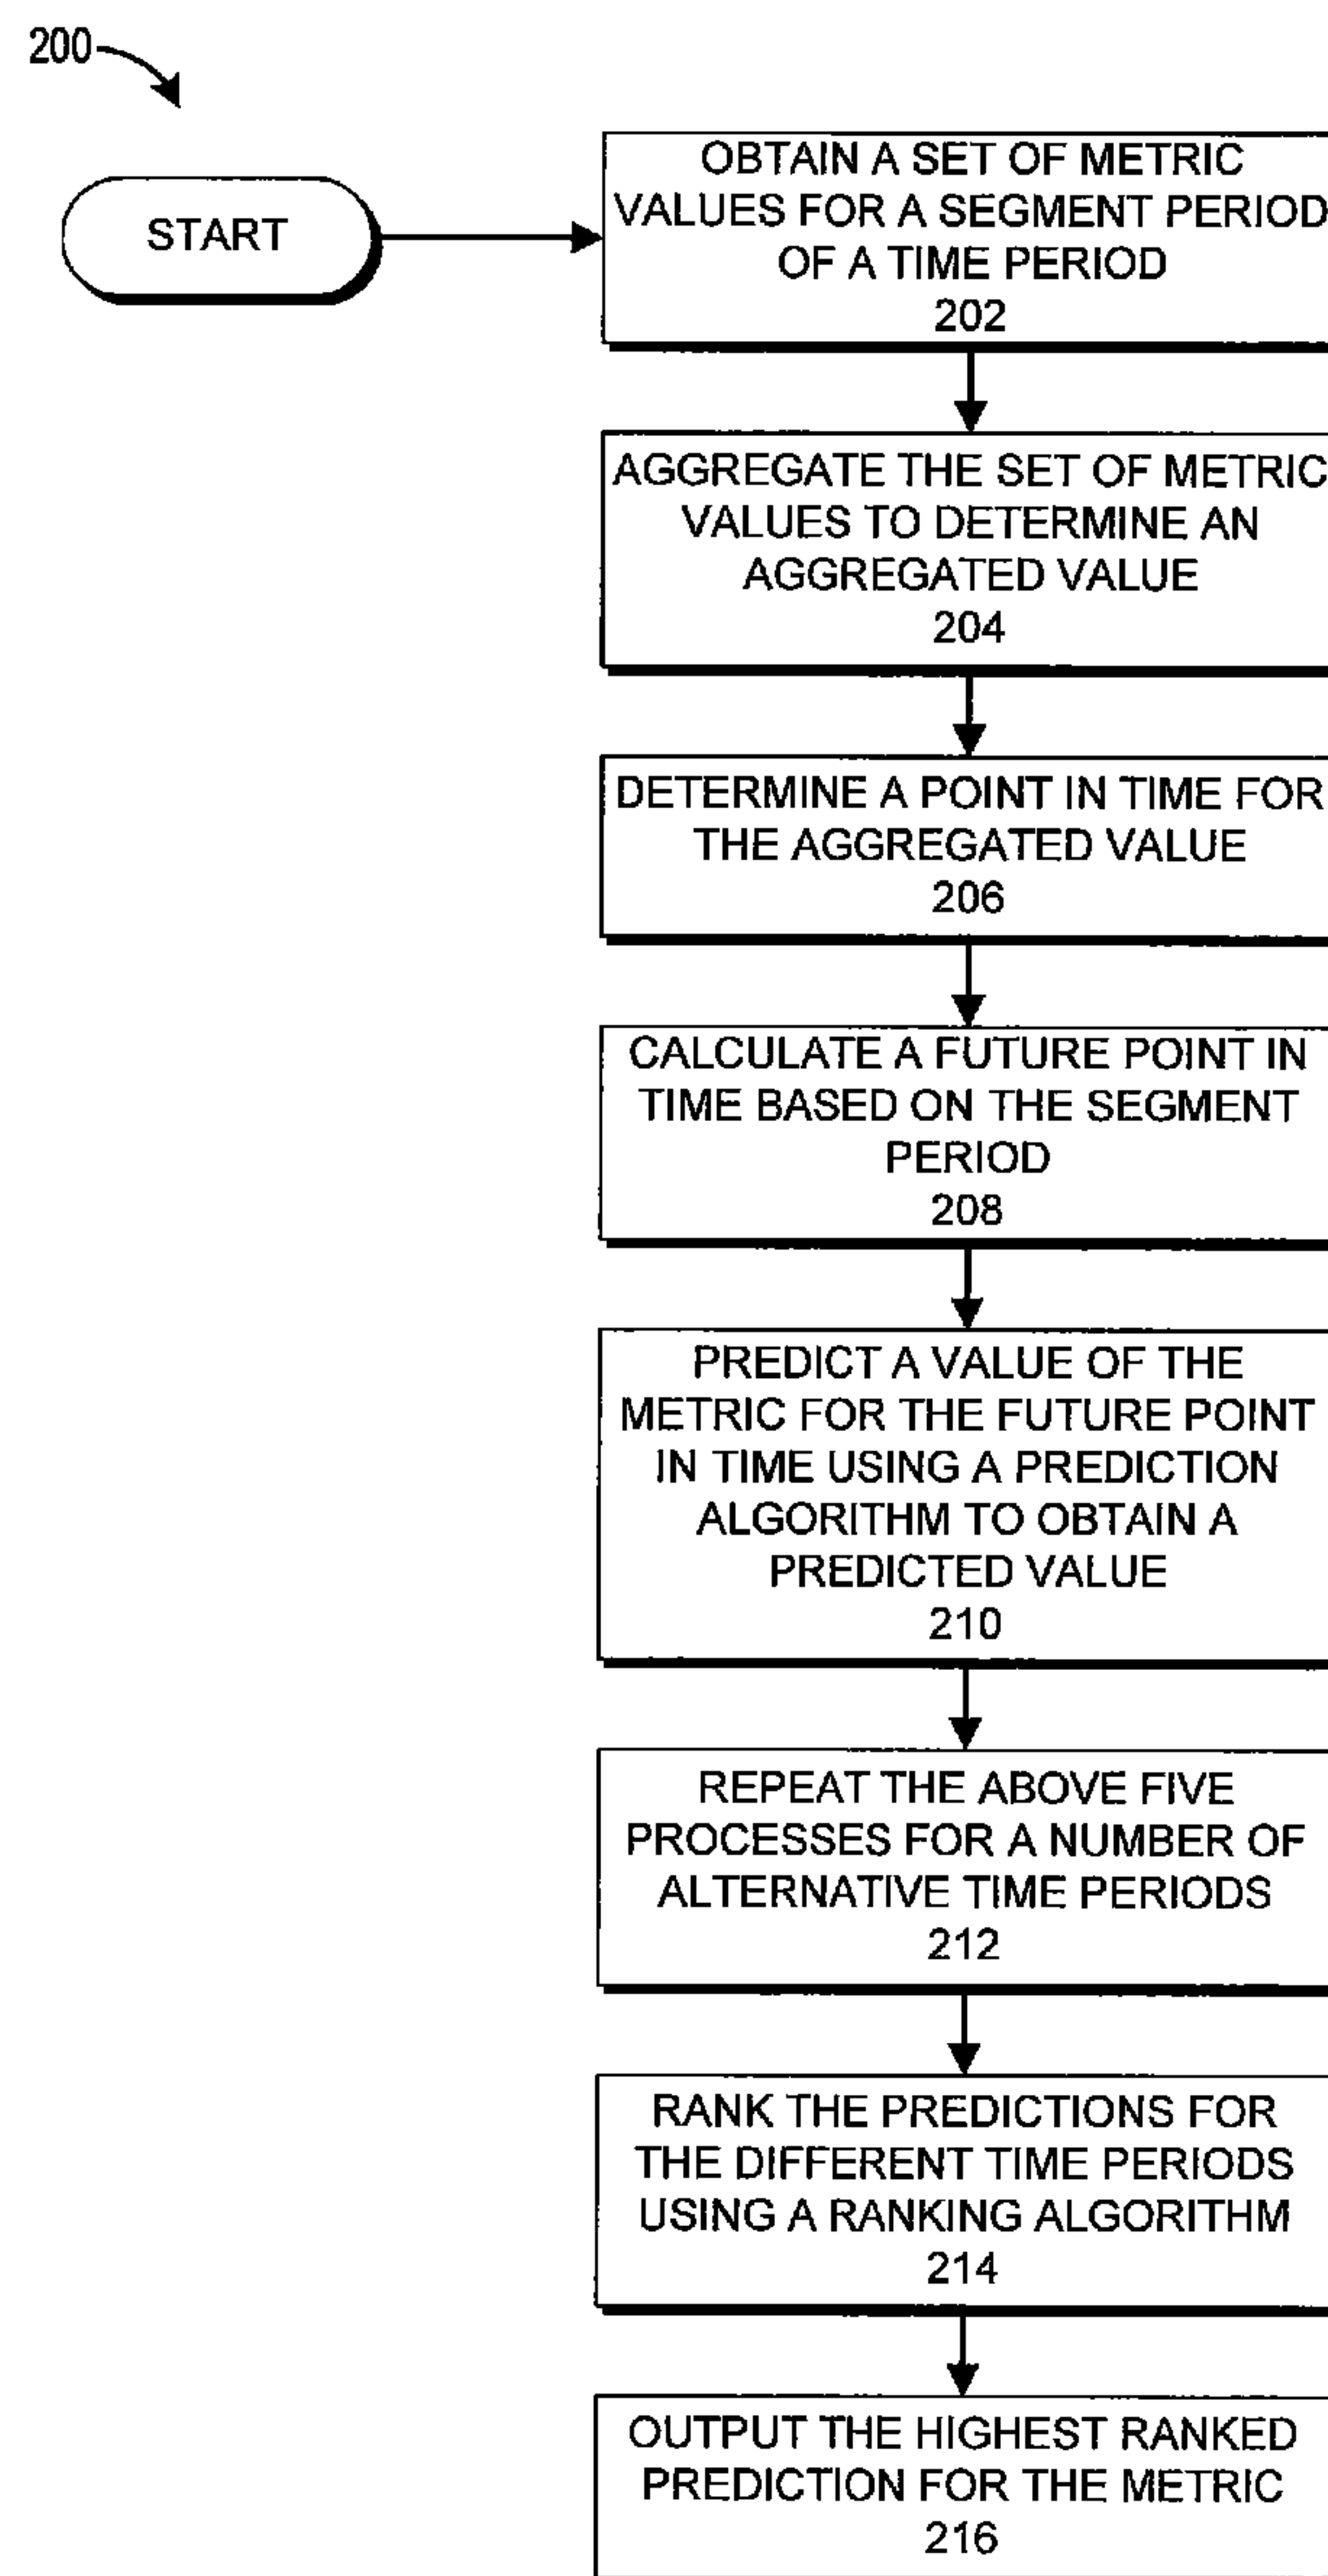 200
START
OBTAIN A SET OF METRIC
VALUES FOR A SEGMENT PERIOD
OF A TIME PERIOD
202
AGGREGATE THE SET OF METRIC
VALUES TO DETERMINE AN
AGGREGATED VALUE
204
DETERMINE A POINT IN TIME FOR
THE AGGREGATED VALUE
206
CALCULATE A FUTURE POINT IN
TIME BASED ON THE SEGMENT
PERIOD
208
PREDICT A VALUE OF THE
METRIC FOR THE FUTURE POINT
IN TIME USING A PREDICTION
ALGORITHM TO OBTAIN A
PREDICTED VALUE
210
REPEAT THE ABOVE FIVE
PROCESSES FOR A NUMBER OF
ALTERNATIVE TIME PERIODS
212
RANK THE PREDICTIONS FOR
THE DIFFERENT TIME PERIODS
USING A RANKING ALGORITHM
214
OUTPUT THE HIGHEST RANKED
PREDICTION FOR THE METRIC
216